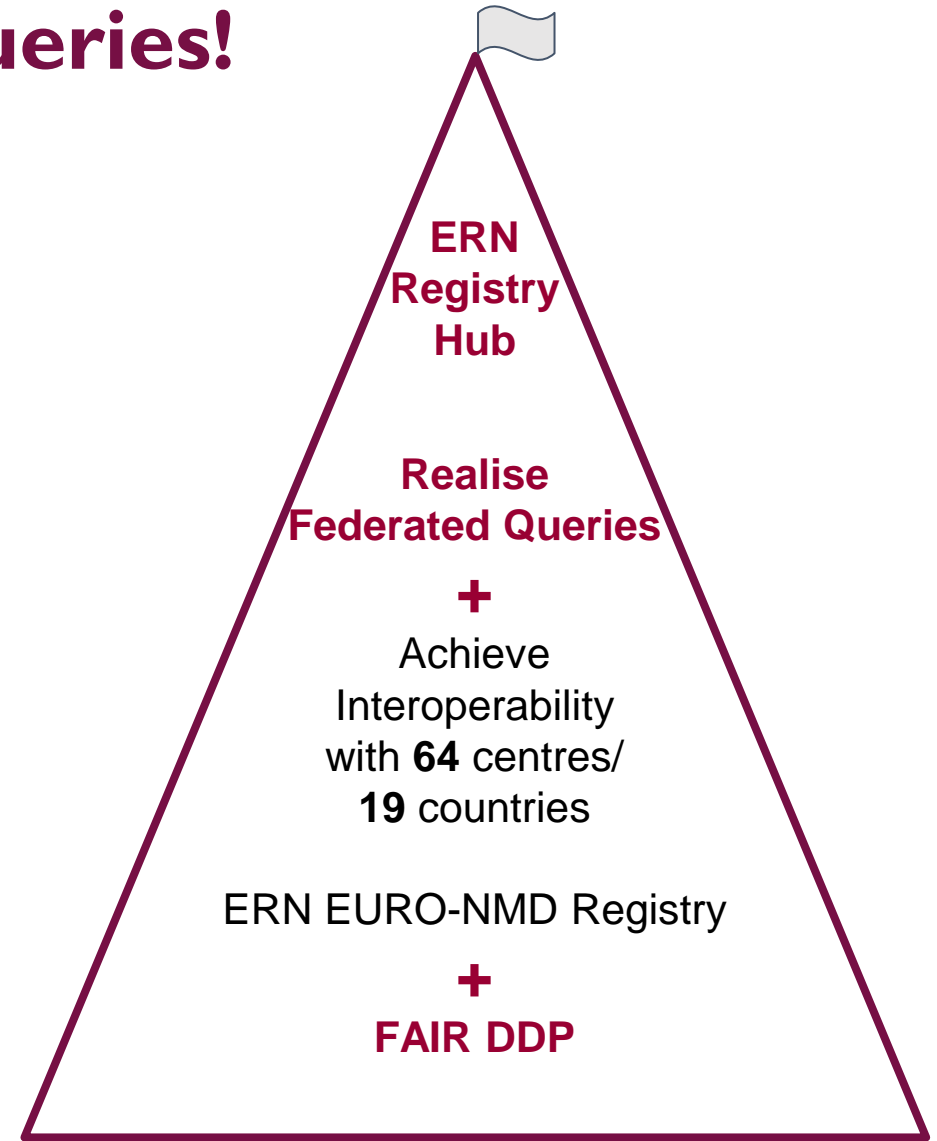 ueries!
ERN
Registry
Hub
Realise
Federated Queries
+
Achieve
Interoperability
with 64 centres/
19 countries
ERN EURO-NMD Registry
+
FAIR DDP